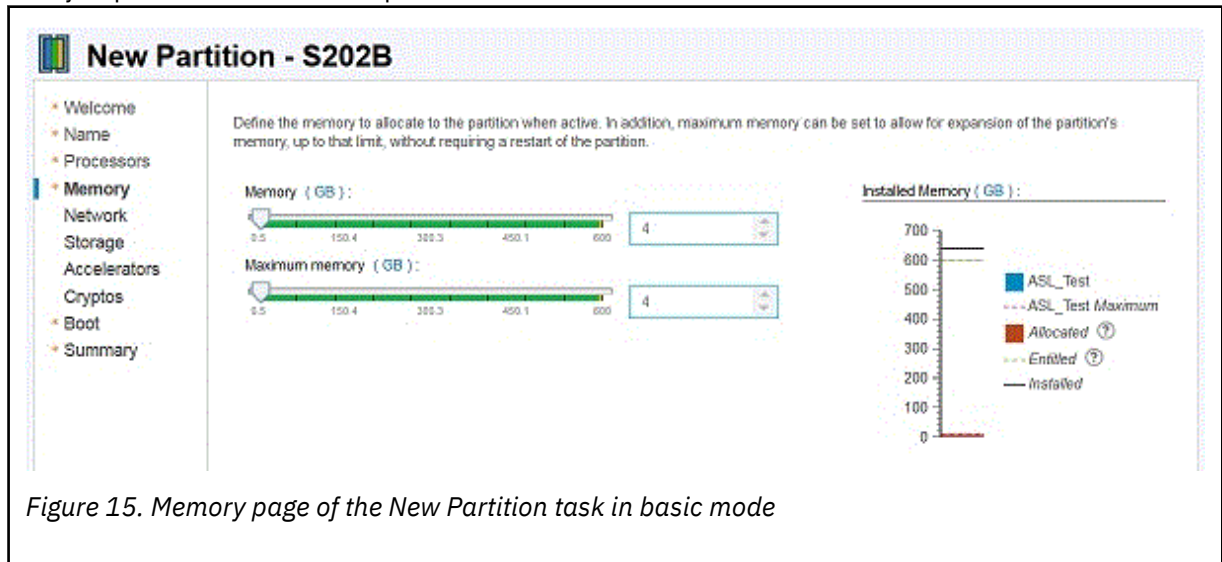 New Partition - S202B
* Welcome
* Name
* Processors
* Memory
Network
Storage
Accelerators
Cryptos
* Boot
* Summary
Define the memory to allocate to the partition when active. In addition, maximum memory can be set to allow for expansion of the partition's
memory, up to that limit, without requiring a restart of the partition.
Memory ( GB ) :
0.5 150.4 300.3 450.1 600
4
Maximum memory ( GB ) :
0.5 150.4 300.3 450.1 600
4
Installed Memory ( GB ) :
700
600
500
400
300
200
100
0
ASL_Test
ASL_Test Maximum
Allocated ?
Entitled ?
Installed
Figure 15. Memory page of the New Partition task in basic mode